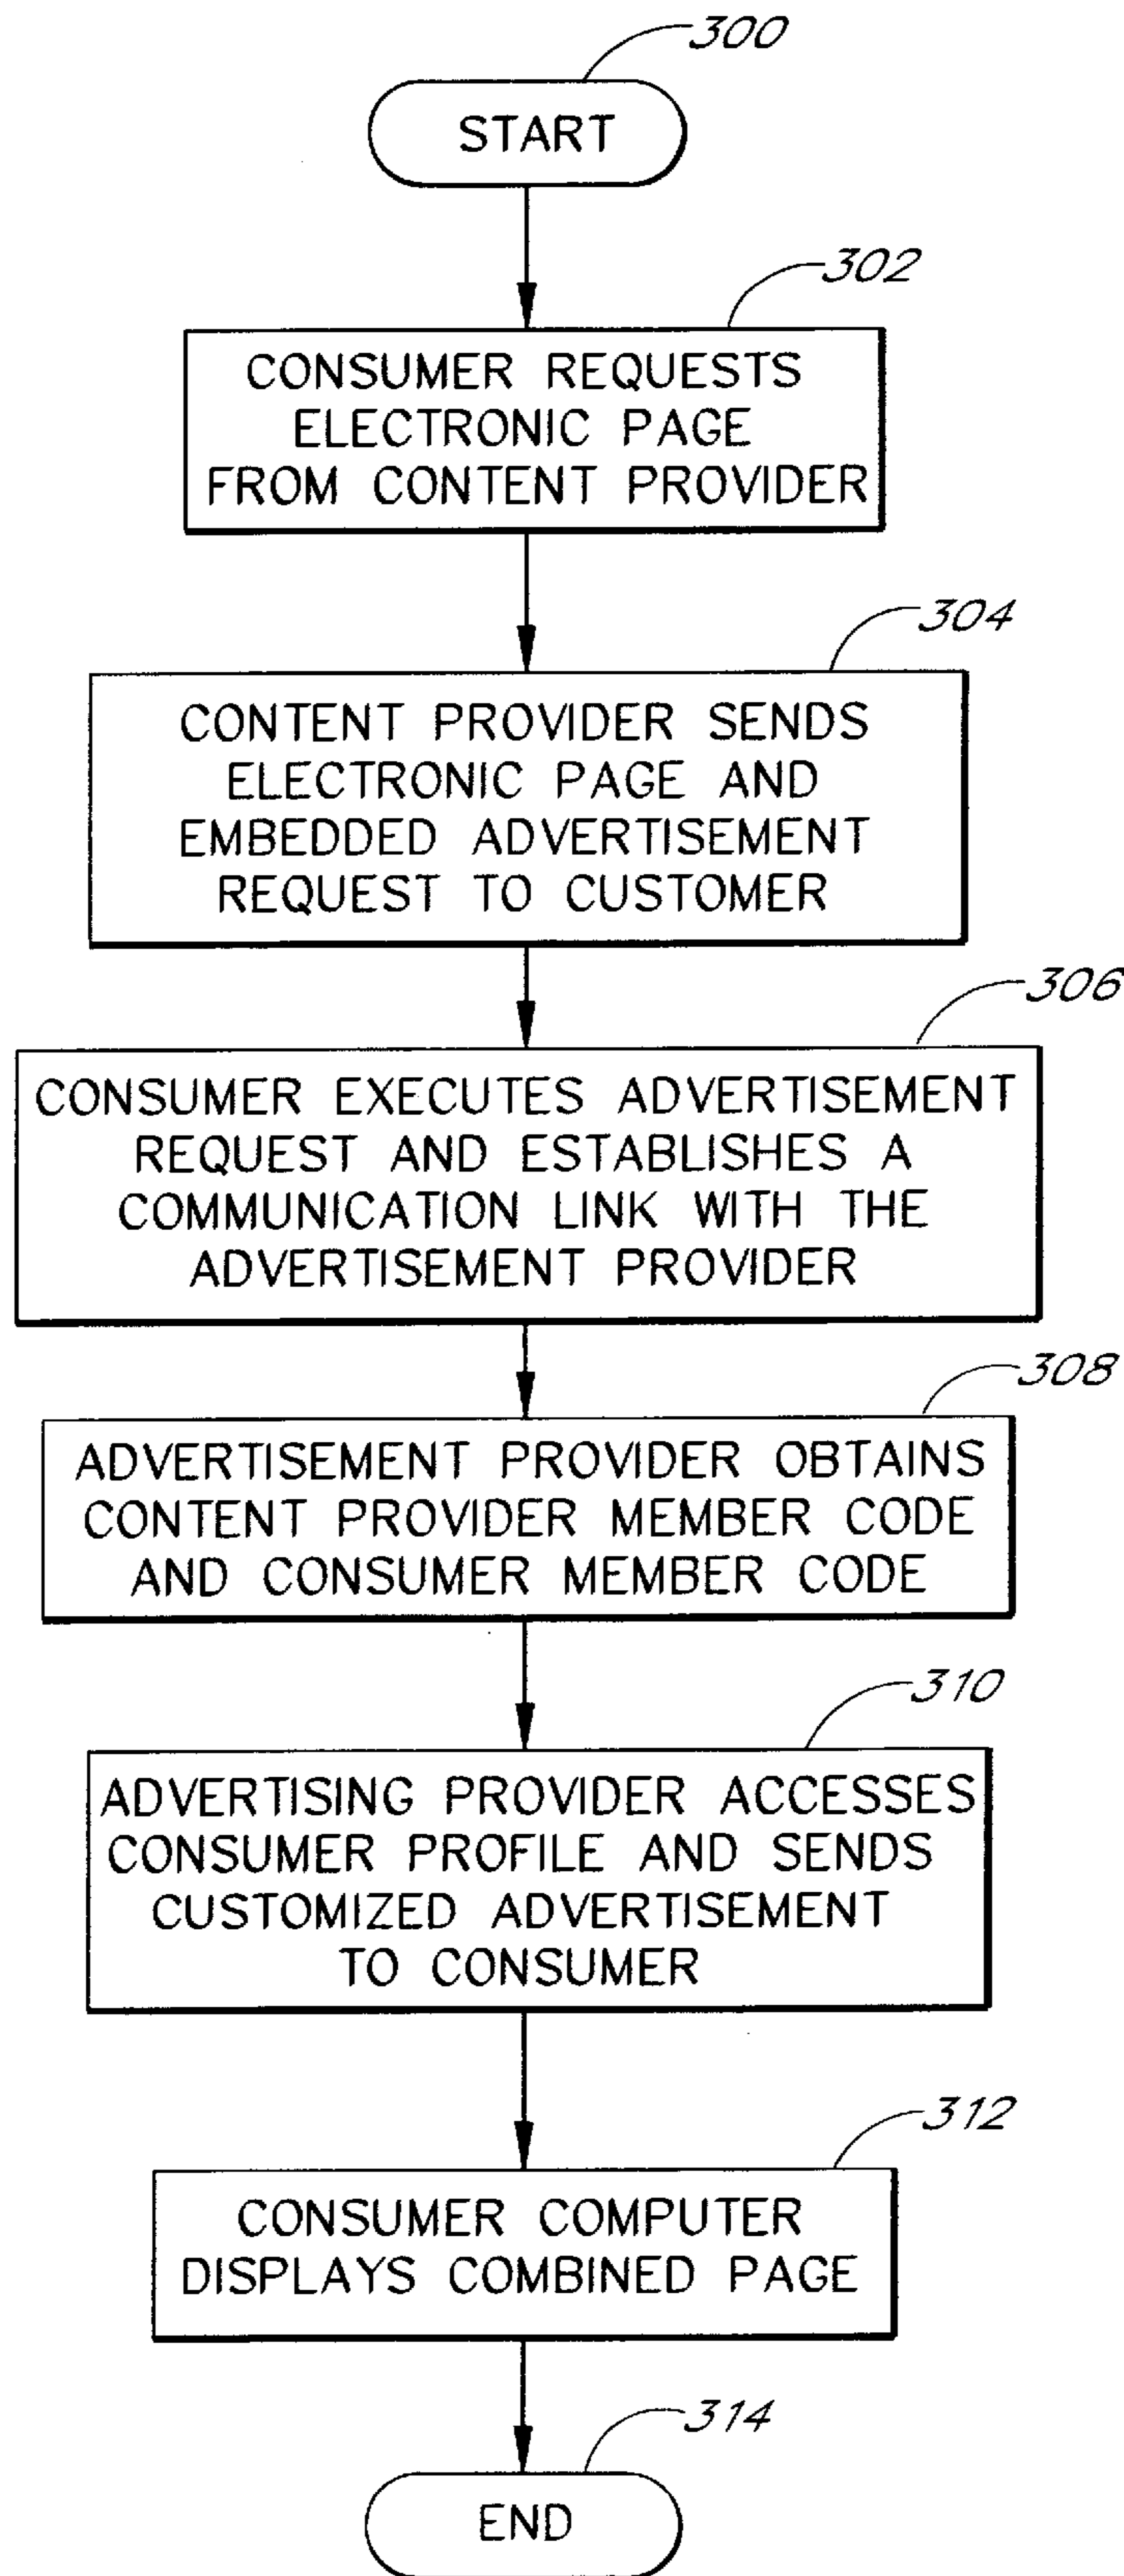 300
START
302
CONSUMER REQUESTS
ELECTRONIC PAGE
FROM CONTENT PROVIDER
304
CONTENT PROVIDER SENDS
ELECTRONIC PAGE AND
EMBEDDED ADVERTISEMENT
REQUEST TO CUSTOMER
306
CONSUMER EXECUTES ADVERTISEMENT
REQUEST AND ESTABLISHES A
COMMUNICATION LINK WITH THE
ADVERTISEMENT PROVIDER
308
ADVERTISEMENT PROVIDER OBTAINS
CONTENT PROVIDER MEMBER CODE
AND CONSUMER MEMBER CODE
310
ADVERTISING PROVIDER ACCESSES
CONSUMER PROFILE AND SENDS
CUSTOMIZED ADVERTISEMENT
TO CONSUMER
312
CONSUMER COMPUTER
DISPLAYS COMBINED PAGE
314
END